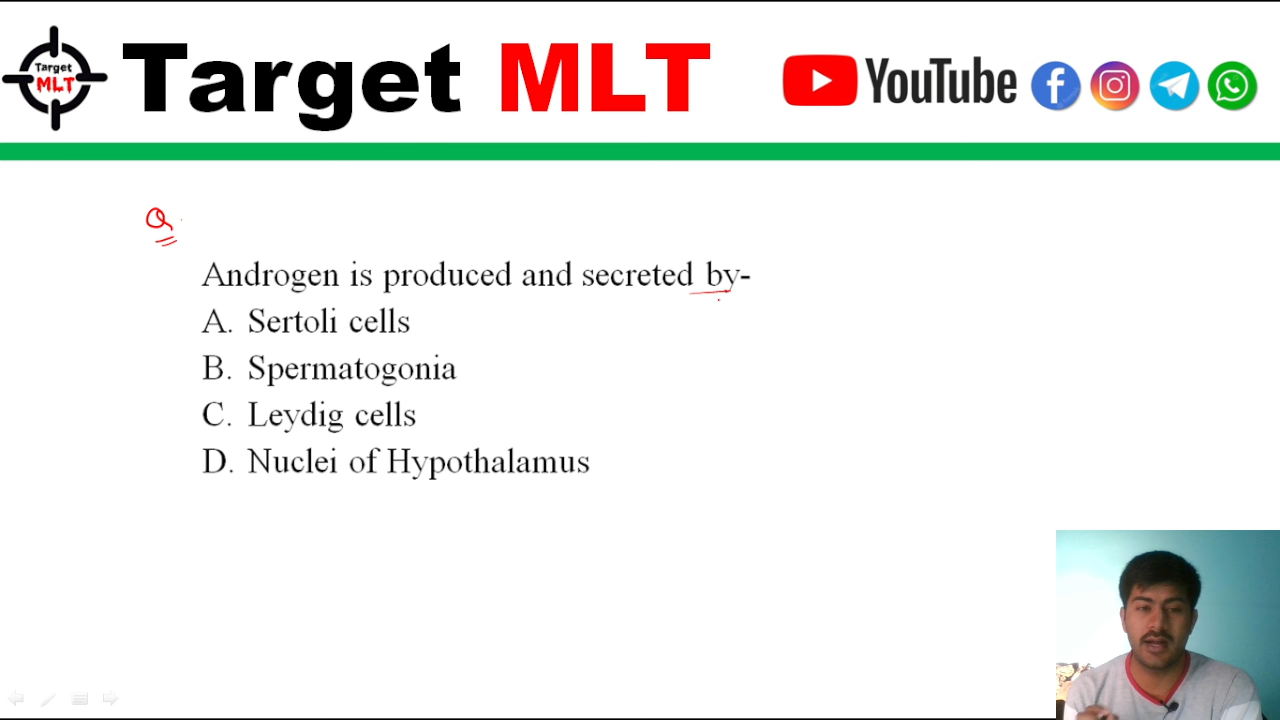 Target MLT
Target MLT
YouTube
Q
Androgen is produced and secreted by-
A. Sertoli cells
B. Spermatogonia
C. Leydig cells
D. Nuclei of Hypothalamus